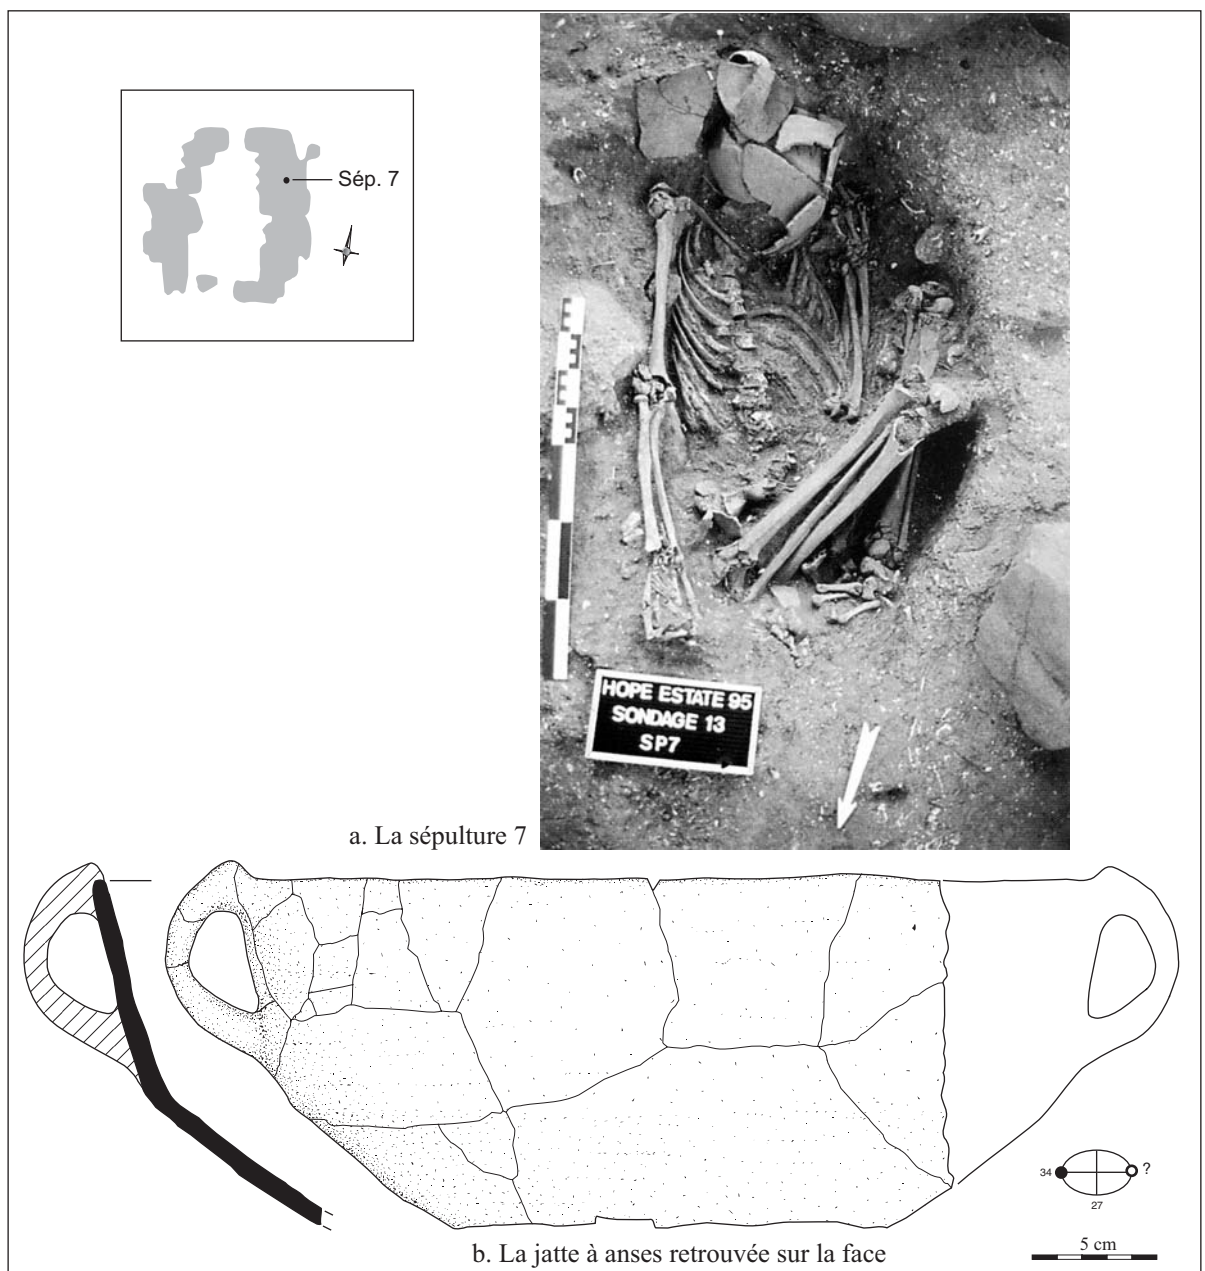 Sép. 7
HOPE ESTATE 95
SONDAGE 13
SP7
a. La sépulture 7
34
?
27
5 cm
b. La jatte à anses retrouvée sur la face